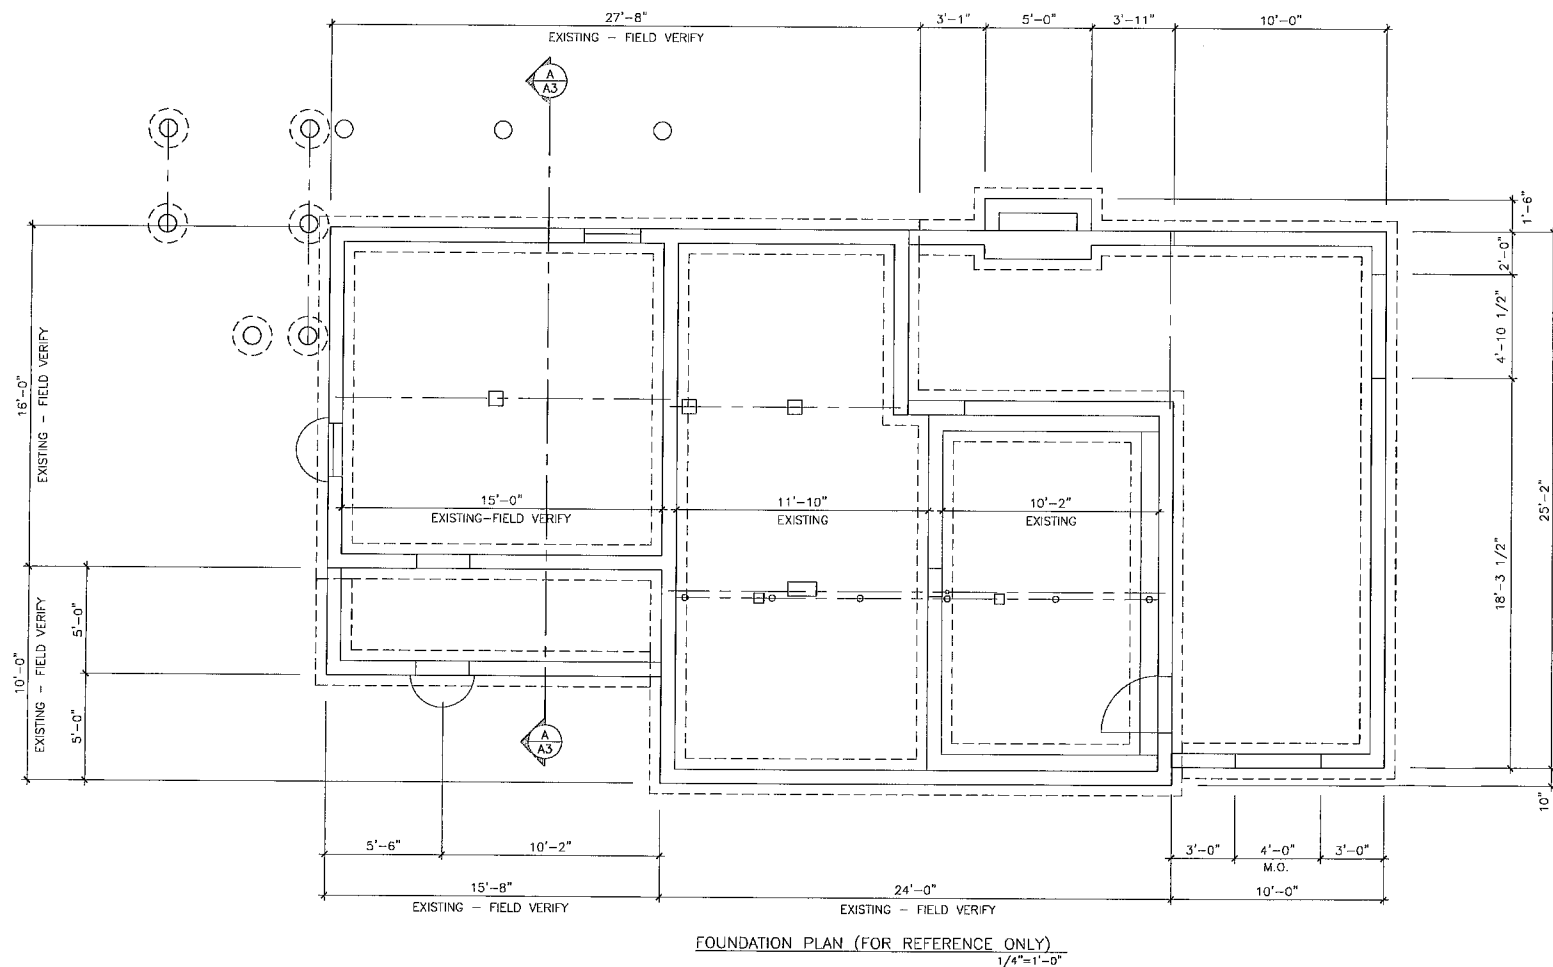 27'-8"
EXISTING - FIELD VERIFY
3'-1"
5'-0"
3'-11"
10'-0"
A
A3
1'-6"
2'-0"
4'-10 1/2"
16'-0"
EXISTING - FIELD VERIFY
15'-0"
EXISTING-FIELD VERIFY
11'-10"
EXISTING
10'-2"
EXISTING
25'-2"
18'-3 1/2"
10'-0"
EXISTING - FIELD VERIFY
5'-0"
5'-0"
A
A3
10"
5'-6"
10'-2"
3'-0"
4'-0"
M.O.
3'-0"
15'-8"
EXISTING - FIELD VERIFY
24'-0"
EXISTING - FIELD VERIFY
10'-0"
FOUNDATION PLAN (FOR REFERENCE ONLY)
1/4"=1'-0"